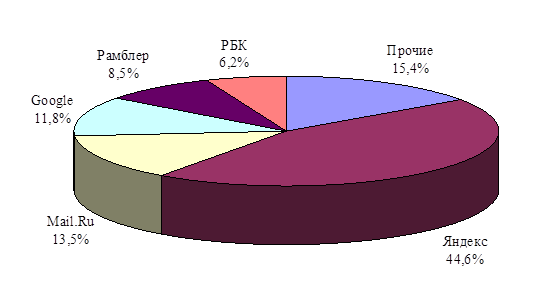 РБК
6,2%
Прочие
15,4%
Рамблер
8,5%
Google
11,8%
Mail.Ru
13,5%
Яндекс
44,6%